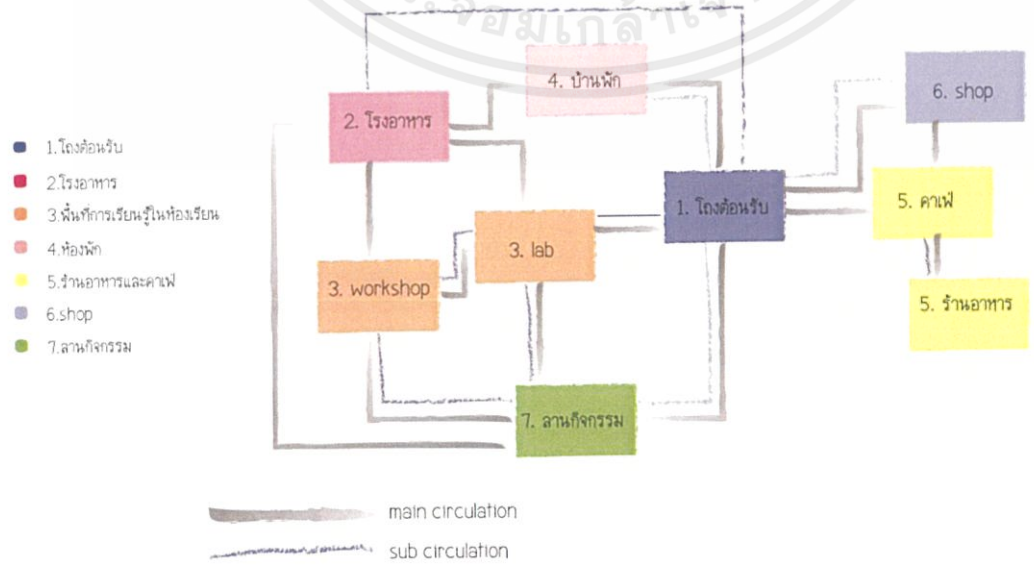 4. บ้านพัก
2. โรงอาหาร
6. shop
1. โถงต้อนรับ
5. คาเฟ่
3. lab
3. workshop
5. ร้านอาหาร
7. ลานกิจกรรม
1.โถงต้อนรับ
2.โรงอาหาร
3.พื้นที่การเรียนรู้ในห้องเรียน
4.ห้องพัก
5.ร้านอาหารและคาเฟ่
6.shop
7.ลานกิจกรรม
main circulation
sub circulation